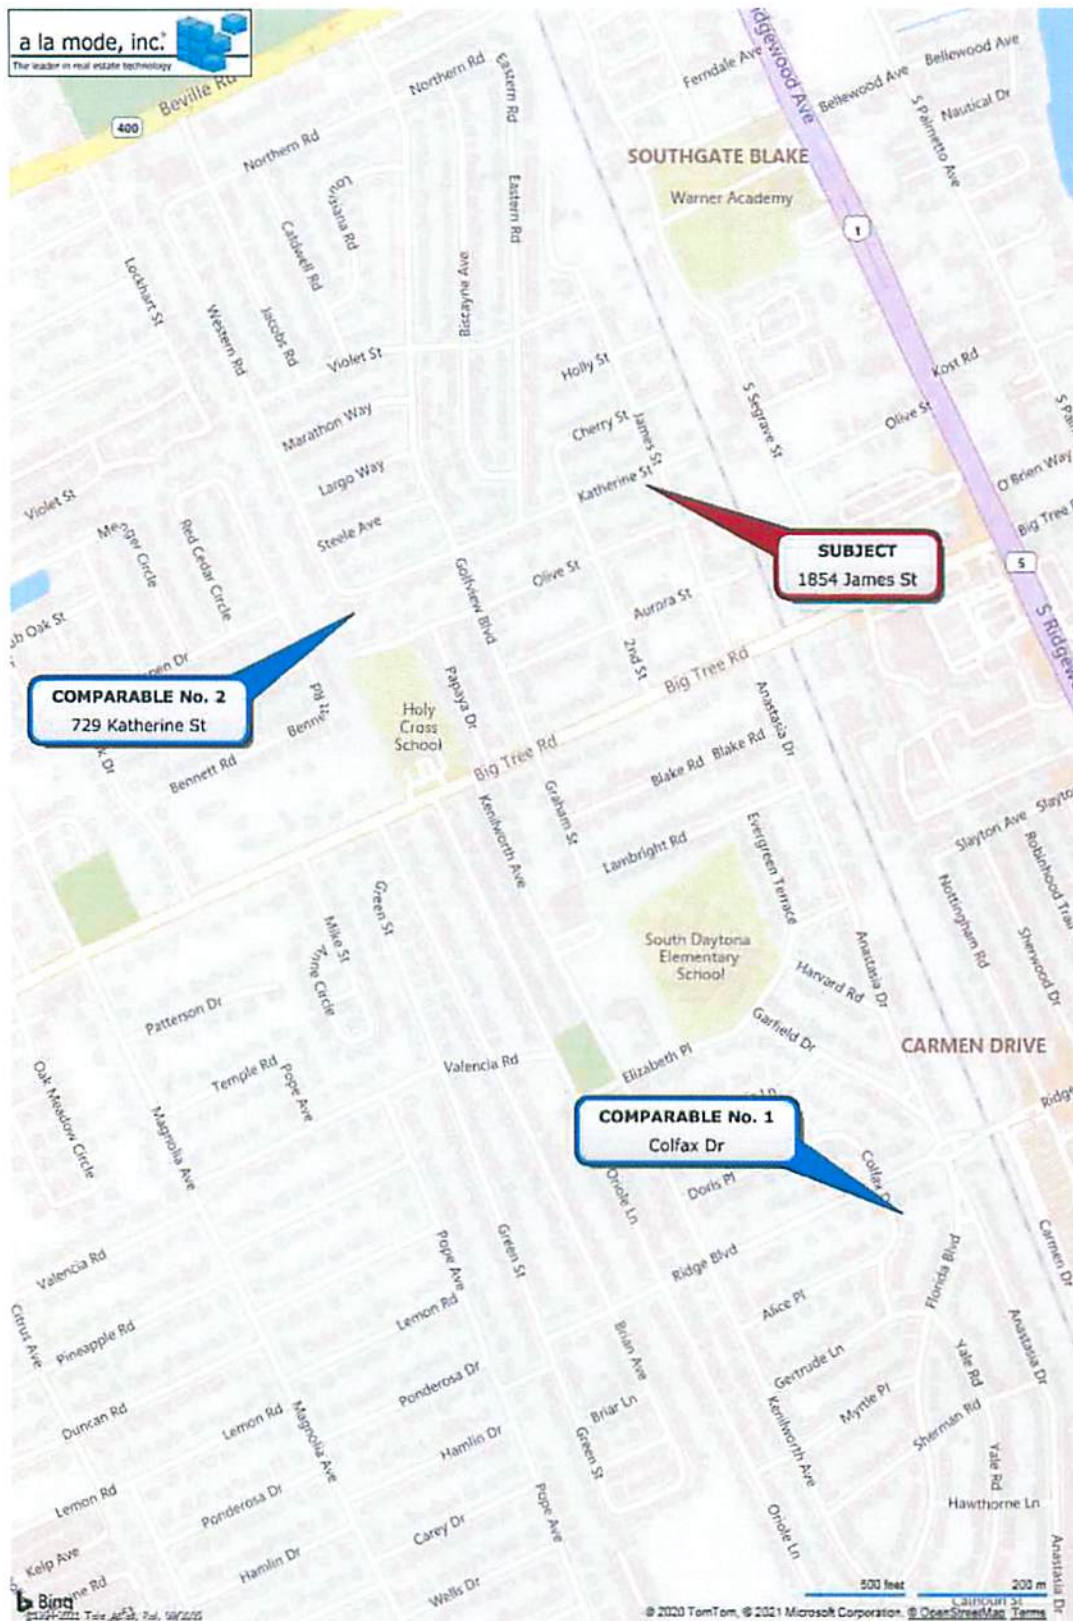 a la mode, inc.
The leader in real estate technology
Beville Rd
400
Northern Rd
Eastern Rd
Ferndale Ave
Ridgewood Ave
Bellewood Ave
Bellewood Ave
Nautical Dr
S Palmetto Ave
Northern Rd
Louisiana Rd
Caldwell Rd
Eastern Rd
SOUTHGATE BLAKE
Warner Academy
1
Lockhart St
Western Rd
Jacobs Rd
Biscayne Ave
Violet St
Holly St
Kost Rd
S Segrave St
Marathon Way
Cherry St
James St
Olive St
Largo Way
Katherine St
O'Brien Way
Violet St
Red Cedar Circle
Steele Ave
Big Tree
SUBJECT
1854 James St
5
Golfview Blvd
Olive St
Aurora St
S Ridgewood
2nd St
Big Tree Rd
COMPARABLE No. 2
729 Katherine St
Papaya Dr
Holy
Cross
School
Anastasia Dr
Bennett Rd
Big Tree Rd
Blake Rd
Blake Rd
Kenilworth Ave
Graham St
Lambright Rd
Evergreen Terrace
Slayton Ave
Slayto
Robinhood Trail
Green St
Mike St
Nottingham Rd
Sherwood Dr
South Daytona
Elementary
School
Anastasia Dr
Harvard Rd
Patterson Dr
Garfield Dr
CARMEN DRIVE
Valencia Rd
Elizabeth Pl
Temple Rd
Pope Ave
Oak Meadow Circle
Magnolia Ave
COMPARABLE No. 1
Colfax Dr
Ridge
Colfax D
Oriole Ln
Doris Pl
Green St
Pope Ave
Ridge Blvd
Florida Blvd
Carmen Dr
Valencia Rd
Citrus Ave
Pineapple Rd
Lemon Rd
Alice Pl
Anastasia Dr
Brian Ave
Gertrude Ln
Yale Rd
Ponderosa Dr
Myrtle Pl
Duncan Rd
Lemon Rd
Magnolia Ave
Briar Ln
Kenilworth Ave
Sherman Rd
Hamlin Dr
Green St
Yale Rd
Lemon Rd
Ponderosa Dr
Pope Ave
Hawthorne Ln
Carey Dr
Oriole Ln
Kelp Ave
Hamlin Dr
Anastasia Dr
Wells Dr
Bing
500 feet
200 m
Calhoun St
© 2020 TomTom, © 2021 Microsoft Corporation, © OpenStreetMap Terms